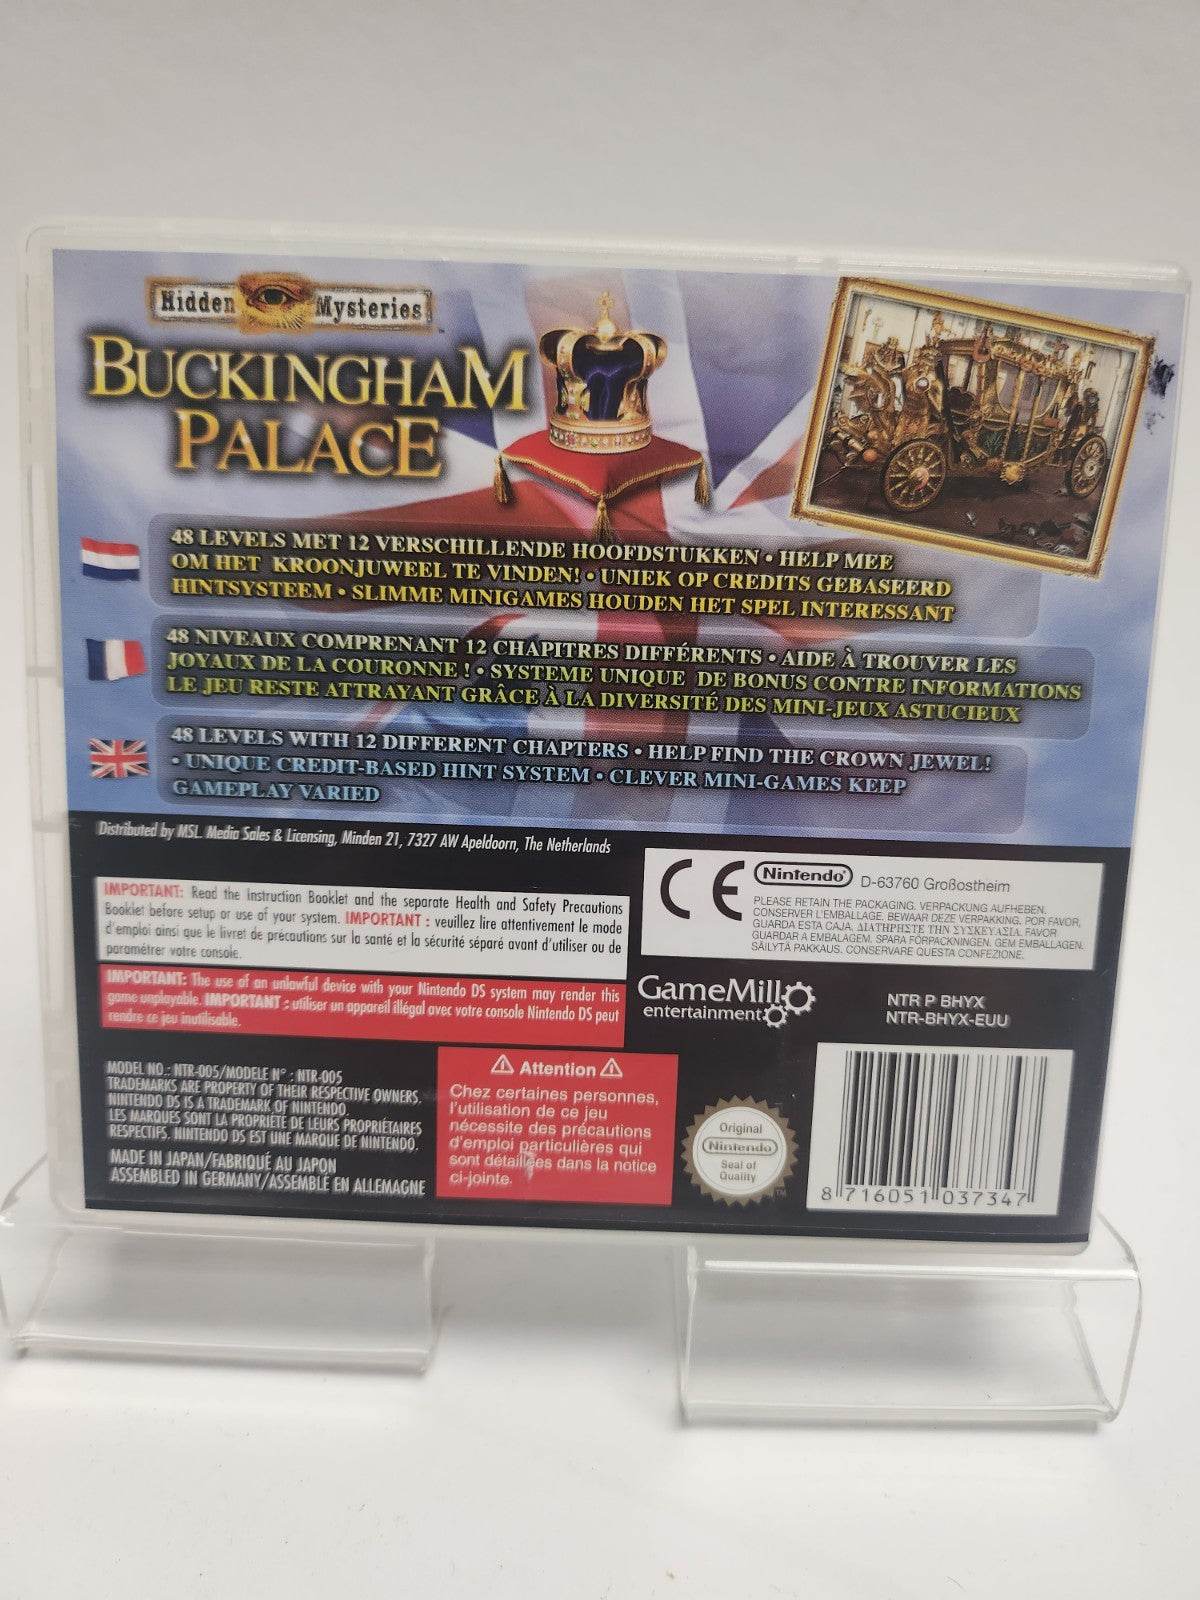 Hidden Myseries
BUCKINGHAM
PALACE
48 LEVELS MET 12 VERSCHILLENDE HOOFDSTUKKEN • HELP MEE
OM HET KROONJUWEEL TE VINDEN! • UNIEK OP CREDITS GEBASEERD
HINTSYSTEEM • SLIMME MINIGAMES HOUDEN HET SPEL INTERESSANT
48 NIVEAUX COMPRENANT 12 CHAPITRES DIFFÉRENTS • AIDE À TROUVER LES
JOYAUX DE LA COURONNE ! • SYSTEME UNIQUE DE BONUS CONTRE INFORMATIONS
LE JEU RESTE ATTRAYANT GRÂCE À LA DIVERSITÉ DES MINI-JEUX ASTUCIEUX
48 LEVELS WITH 12 DIFFERENT CHAPTERS • HELP FIND THE CROWN JEWEL!
• UNIQUE CREDIT-BASED HINT SYSTEM • CLEVER MINI-GAMES KEEP
GAMEPLAY VARIED
Distributed by MSL Media Sales & Licensing, Minden 21, 7327 AW Apeldoorn, The Netherlands
IMPORTANT: Read the Instruction Booklet and the separate Health and Safety Precautions
Booklet before setup or use of your system. IMPORTANT : veuillez lire attentivement le mode
d'emploi ainsi que le livret de précautions sur la santé et la sécurité séparé avant d'utiliser ou de
paramétrer votre console.
IMPORTANT: The use of an unlawful device with your Nintendo DS system may render this
game unplayable. IMPORTANT : utiliser un appareil illégal avec votre console Nintendo DS peut
rendre ce jeu inutilisable.
MODEL NO.: NTR-005/MODELE N° : NTR-005
TRADEMARKS ARE PROPERTY OF THEIR RESPECTIVE OWNERS.
NINTENDO DS IS A TRADEMARK OF NINTENDO.
LES MARQUES SONT LA PROPRIÉTÉ DE LEURS PROPRIÉTAIRES
RESPECTIFS. NINTENDO DS EST UNE MARQUE DE NINTENDO.
MADE IN JAPAN/FABRIQUÉ AU JAPON
ASSEMBLED IN GERMANY/ASSEMBLÉ EN ALLEMAGNE
Attention
Chez certaines personnes,
l'utilisation de ce jeu
nécessite des précautions
d'emploi particulières qui
sont détaillées dans la notice
ci-jointe.
CE Nintendo D-63760 Großostheim
PLEASE RETAIN THE PACKAGING. VERPACKUNG AUFHEBEN.
CONSERVER L'EMBALLAGE. BEWAAR DEZE VERPAKKING. POR FAVOR,
GUARDA ESTA CAJA. ΔΙΑΤΗΡΗΣΤΕ ΤΗΝ ΣΥΣΚΕΥΑΣΙΑ. FAVOR
GUARDAR A EMBALAGEM. SPARA FÖRPACKNINGEN. GEM EMBALLAGEN.
SÄILYTÄ PAKKAUS. CONSERVARE QUESTA CONFEZIONE.
GameMill
entertainment
NTR P BHYX
NTR-BHYX-EUU
Original
Nintendo
Seal of
Quality
TM
8 716051 037347